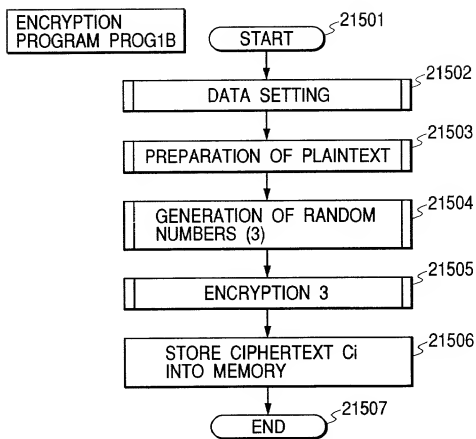 ENCRYPTION
PROGRAM PROG1B
START
21501
21502
DATA SETTING
21503
PREPARATION OF PLAINTEXT
21504
GENERATION OF RANDOM
NUMBERS (3)
21505
ENCRYPTION 3
21506
STORE CIPHERTEXT Ci
INTO MEMORY
21507
END